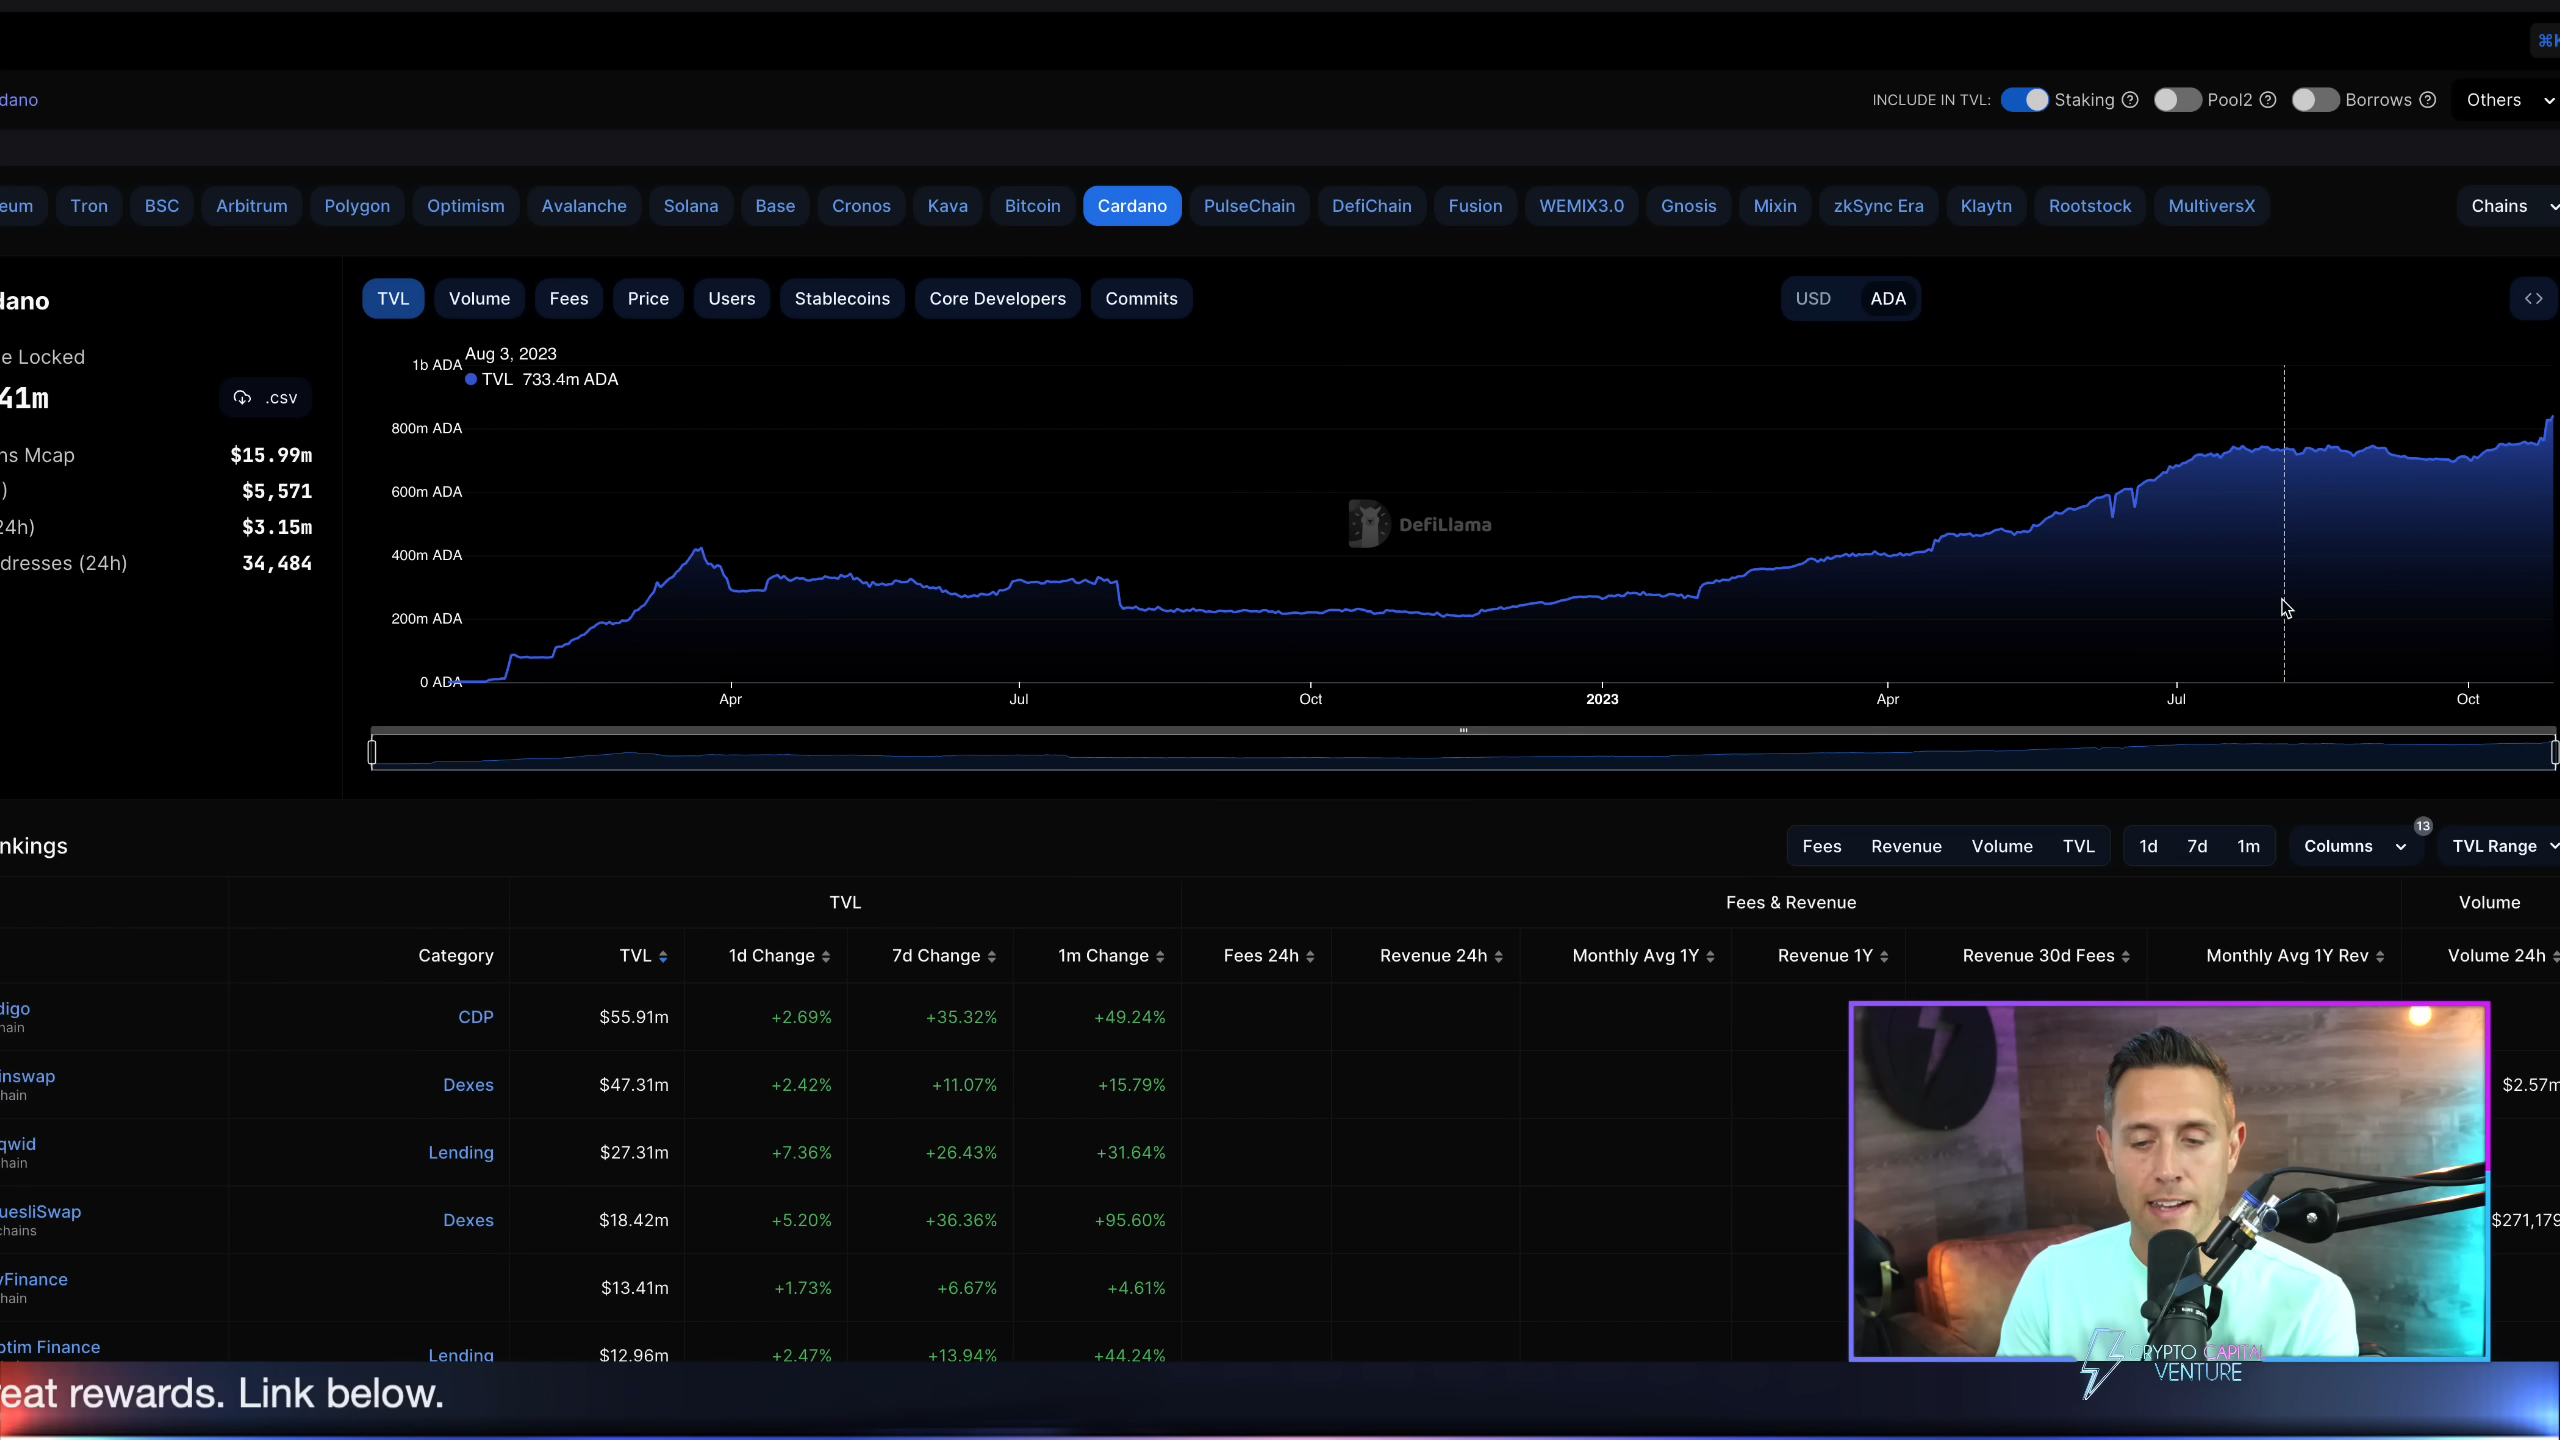 ⌘K
dano
INCLUDE IN TVL: Staking Pool2 Borrows Others
eum Tron BSC Arbitrum Polygon Optimism Avalanche Solana Base Cronos Kava Bitcoin Cardano PulseChain DefiChain Fusion WEMIX3.0 Gnosis Mixin zkSync Era Klaytn Rootstock MultiversX Chains
dano
TVL Volume Fees Price Users Stablecoins Core Developers Commits USD ADA
e Locked
41m .csv
ns Mcap $15.99m
) $5,571
24h) $3.15m
dresses (24h) 34,484
Aug 3, 2023
TVL 733.4m ADA
1b ADA
800m ADA
600m ADA
400m ADA
200m ADA
0 ADA
DefiLlama
Apr Jul Oct 2023 Apr Jul Oct
nkings
Fees Revenue Volume TVL 1d 7d 1m Columns 13 TVL Range
TVL Fees & Revenue Volume
Category TVL 1d Change 7d Change 1m Change Fees 24h Revenue 24h Monthly Avg 1Y Revenue 1Y Revenue 30d Fees Monthly Avg 1Y Rev Volume 24h
digo CDP $55.91m +2.69% +35.32% +49.24%
hain
inswap Dexes $47.31m +2.42% +11.07% +15.79% $2.57m
hain
qwid Lending $27.31m +7.36% +26.43% +31.64%
hain
uesliSwap Dexes $18.42m +5.20% +36.36% +95.60% $271,179
chains
yFinance $13.41m +1.73% +6.67% +4.61%
hain
ptim Finance Lending $12.96m +2.47% +13.94% +44.24%
CRYPTO CAPITAL
VENTURE
eat rewards. Link below.